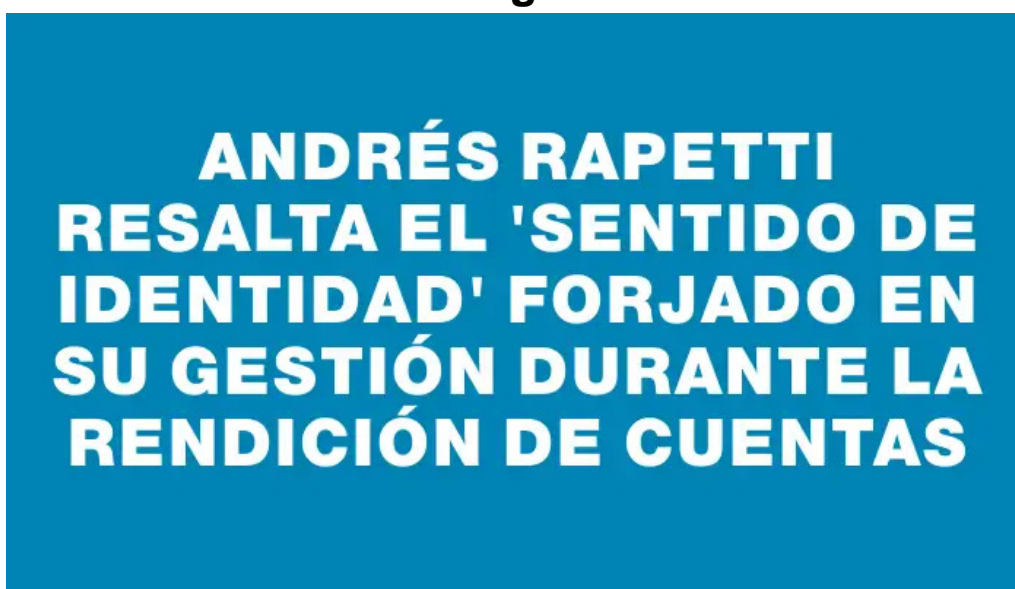 ANDRÉS RAPETTI
RESALTA EL 'SENTIDO DE
IDENTIDAD' FORJADO EN
SU GESTIÓN DURANTE LA
RENDICIÓN DE CUENTAS